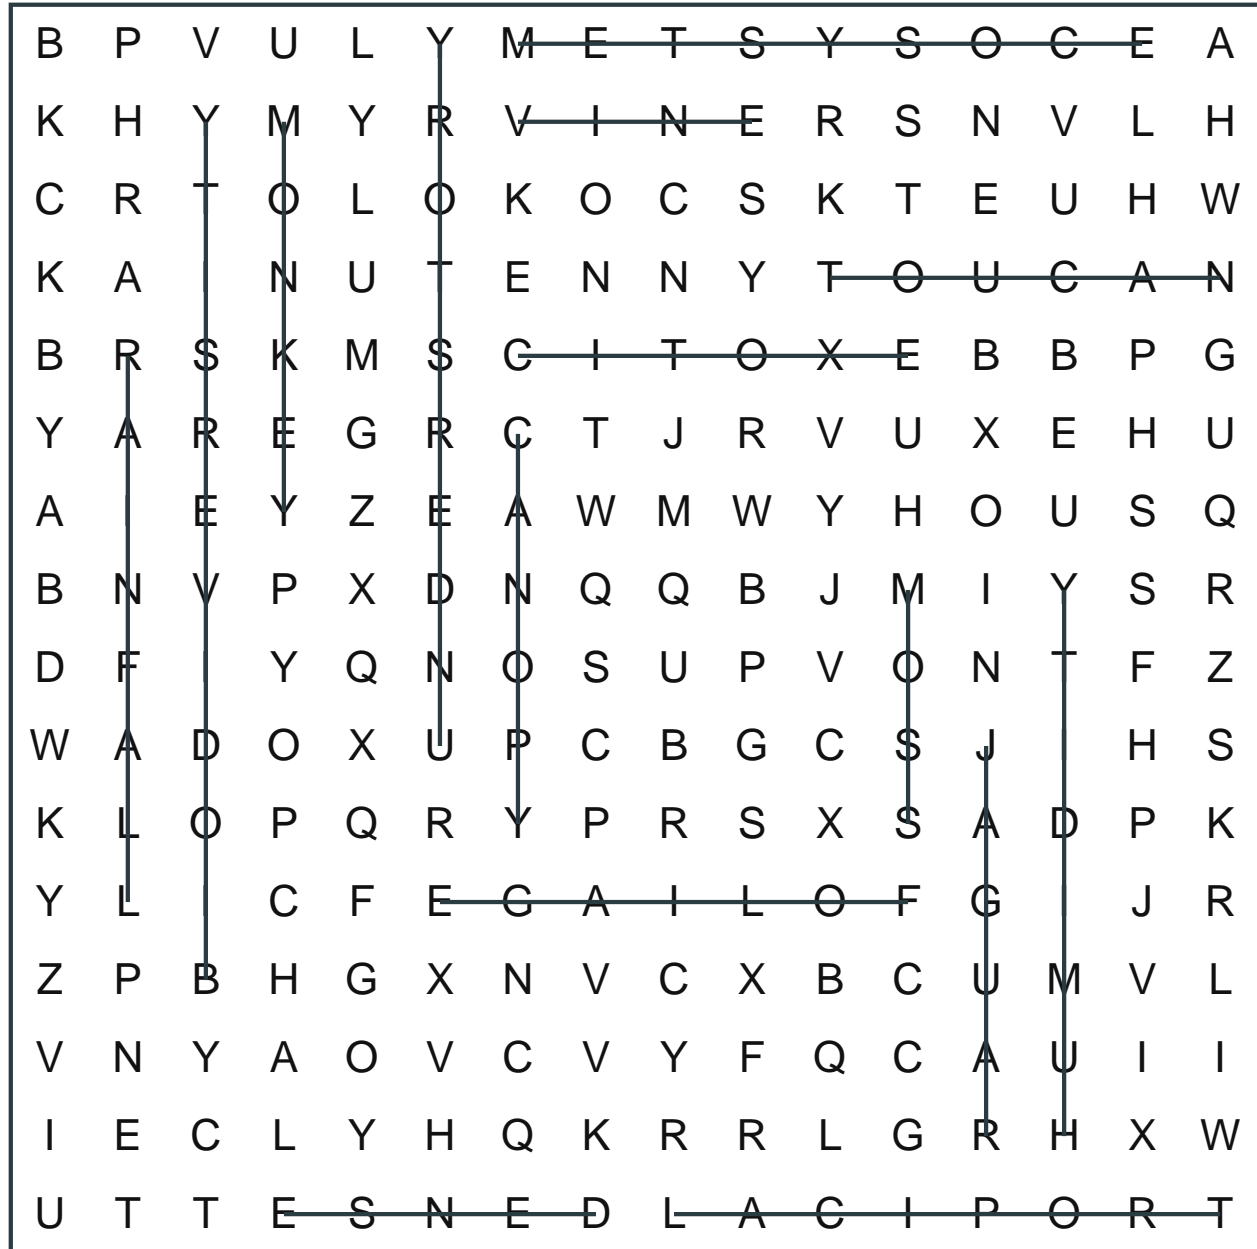 B P V U L Y M E T S Y S O C E A
K H Y M Y R V I N E R S N V L H
C R T O L O K O C S K T E U H W
K A I N U T E N N Y T O U C A N
B R S K M S C I T O X E B B P G
Y A R E G R C T J R V U X E H U
A I E Y Z E A W M W Y H O U S Q
B N V P X D N Q Q B J M I Y S R
D F I Y Q N O S U P V O N T F Z
W A D O X U P C B G C S J I H S
K L O P Q R Y P R S X S A D P K
Y L I C F E G A I L O F G I J R
Z P B H G X N V C X B C U M V L
V N Y A O V C V Y F Q C A U I I
I E C L Y H Q K R R L G R H X W
U T T E S N E D L A C I P O R T